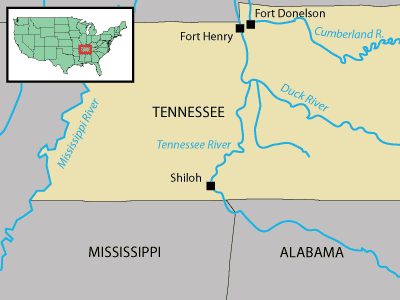 Fort Donelson
Fort Henry
Cumberland R.
Duck River
TENNESSEE
Mississippi River
Tennessee River
Shiloh
MISSISSIPPI
ALABAMA